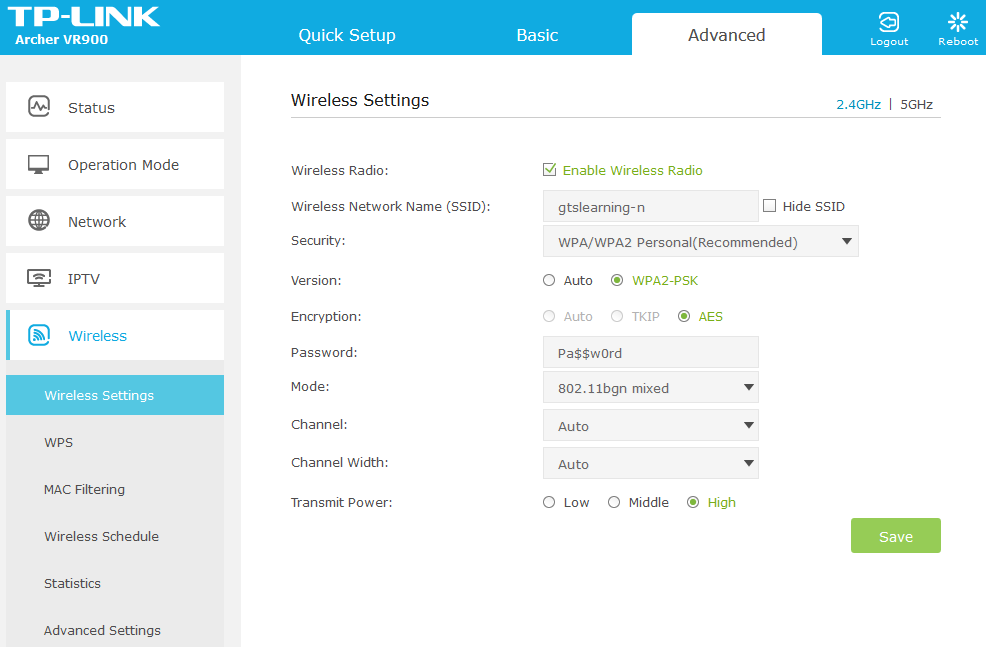 TP-LINK
Archer VR900
Quick Setup Basic Advanced Logout Reboot
Status
Operation Mode
Network
IPTV
Wireless
Wireless Settings
WPS
MAC Filtering
Wireless Schedule
Statistics
Advanced Settings
Wireless Settings 2.4GHz | 5GHz
Wireless Radio: Enable Wireless Radio
Wireless Network Name (SSID): gtslearning-n Hide SSID
Security: WPA/WPA2 Personal(Recommended)
Version: Auto WPA2-PSK
Encryption: Auto TKIP AES
Password: Pa$$w0rd
Mode: 802.11bgn mixed
Channel: Auto
Channel Width: Auto
Transmit Power: Low Middle High
Save